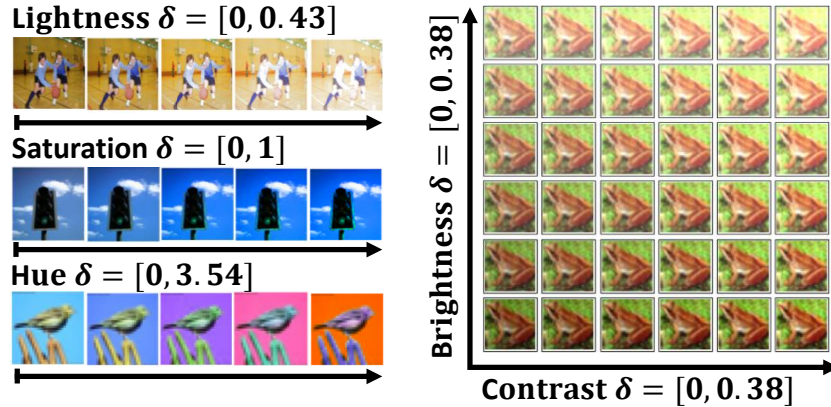 Lightness δ = [0, 0.43]
Saturation δ = [0, 1]
Hue δ = [0, 3.54]
Brightness δ = [0, 0.38]
Contrast δ = [0, 0.38]